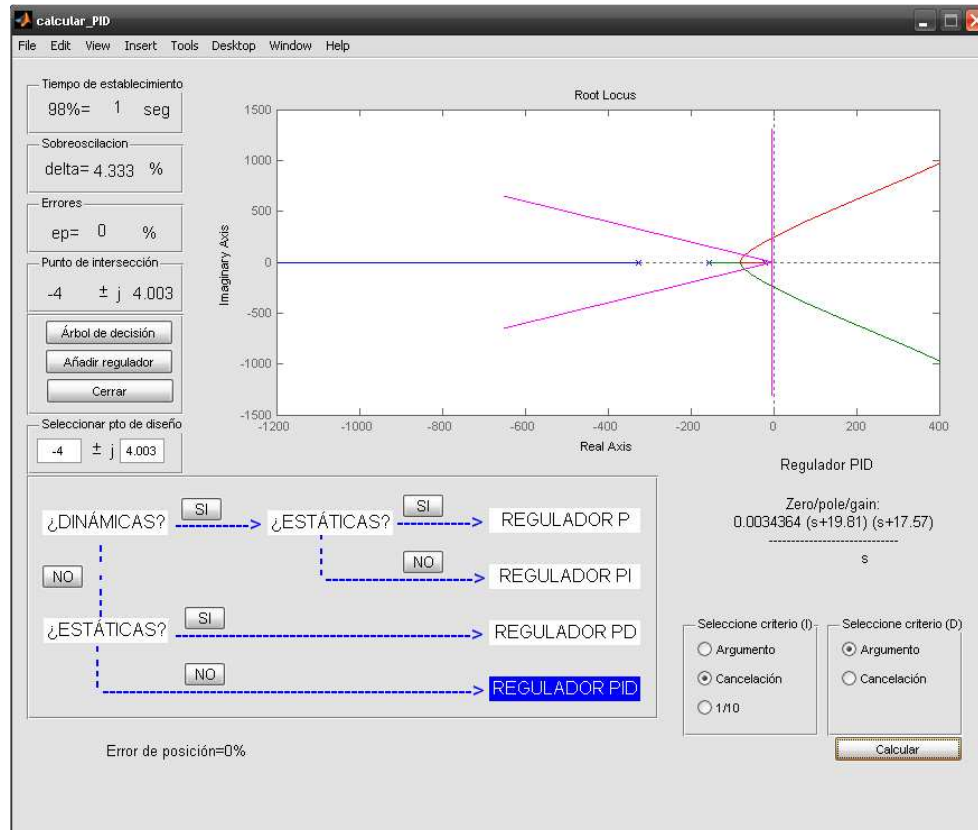 calcular_PID
File Edit View Insert Tools Desktop Window Help
Tiempo de establecimiento
98%= 1 seg
Sobreoscilacion
delta= 4.333 %
Errores
ep= 0 %
Punto de intersección
-4 ± j 4.003
Árbol de decisión
Añadir regulador
Cerrar
Seleccionar pto de diseño
-4 ± j 4.003
Root Locus
Imaginary Axis
1500
1000
500
0
-500
-1000
-1500
-1200 -1000 -800 -600 -400 -200 0 200 400
Real Axis
Regulador PID
Zero/pole/gain:
0.0034364 (s+19.81) (s+17.57)
-----------------------------
s
¿DINÁMICAS? SI > ¿ESTÁTICAS? SI > REGULADOR P
NO > REGULADOR PI
NO
¿ESTÁTICAS? SI > REGULADOR PD
NO > REGULADOR PID
Seleccione criterio (I)
Argumento
Cancelación
1/10
Seleccione criterio (D)
Argumento
Cancelación
Calcular
Error de posición=0%